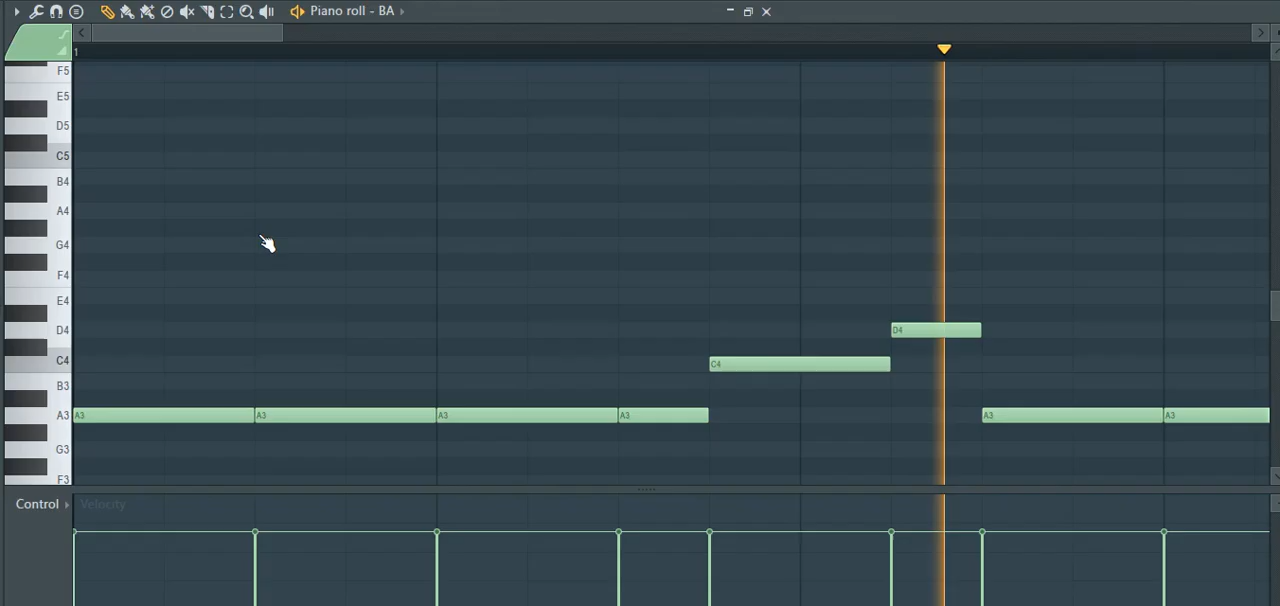 Piano roll - BA
1
F5
E5
D5
C5
B4
A4
G4
F4
E4
D4 D4
C4 C4
B3
A3 A3 A3 A3 A3 A3 A3
G3
F3
Control Velocity